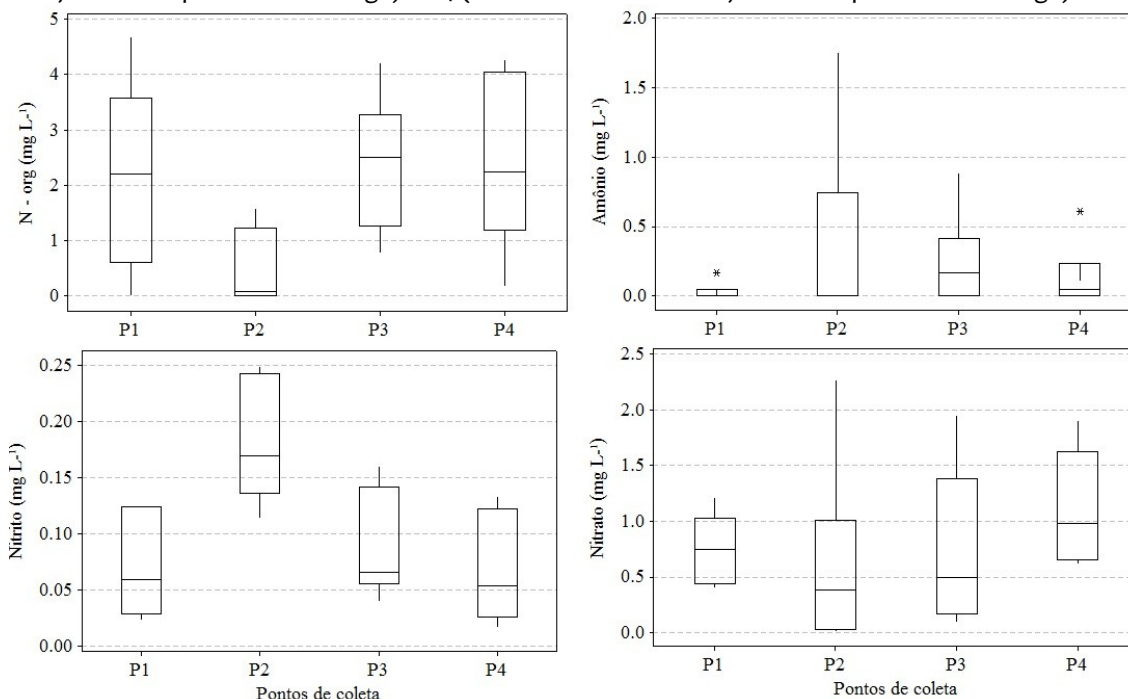 5
4
3
2
1
0
N - org (mg L-¹)
P1 P2 P3 P4
2.0
1.5
1.0
0.5
0.0
Amônio (mg L-¹)
*
*
P1 P2 P3 P4
0.25
0.20
0.15
0.10
0.05
0.00
Nitrito (mg L-¹)
P1 P2 P3 P4
Pontos de coleta
2.5
2.0
1.5
1.0
0.5
0.0
Nitrato (mg L-¹)
P1 P2 P3 P4
Pontos de coleta